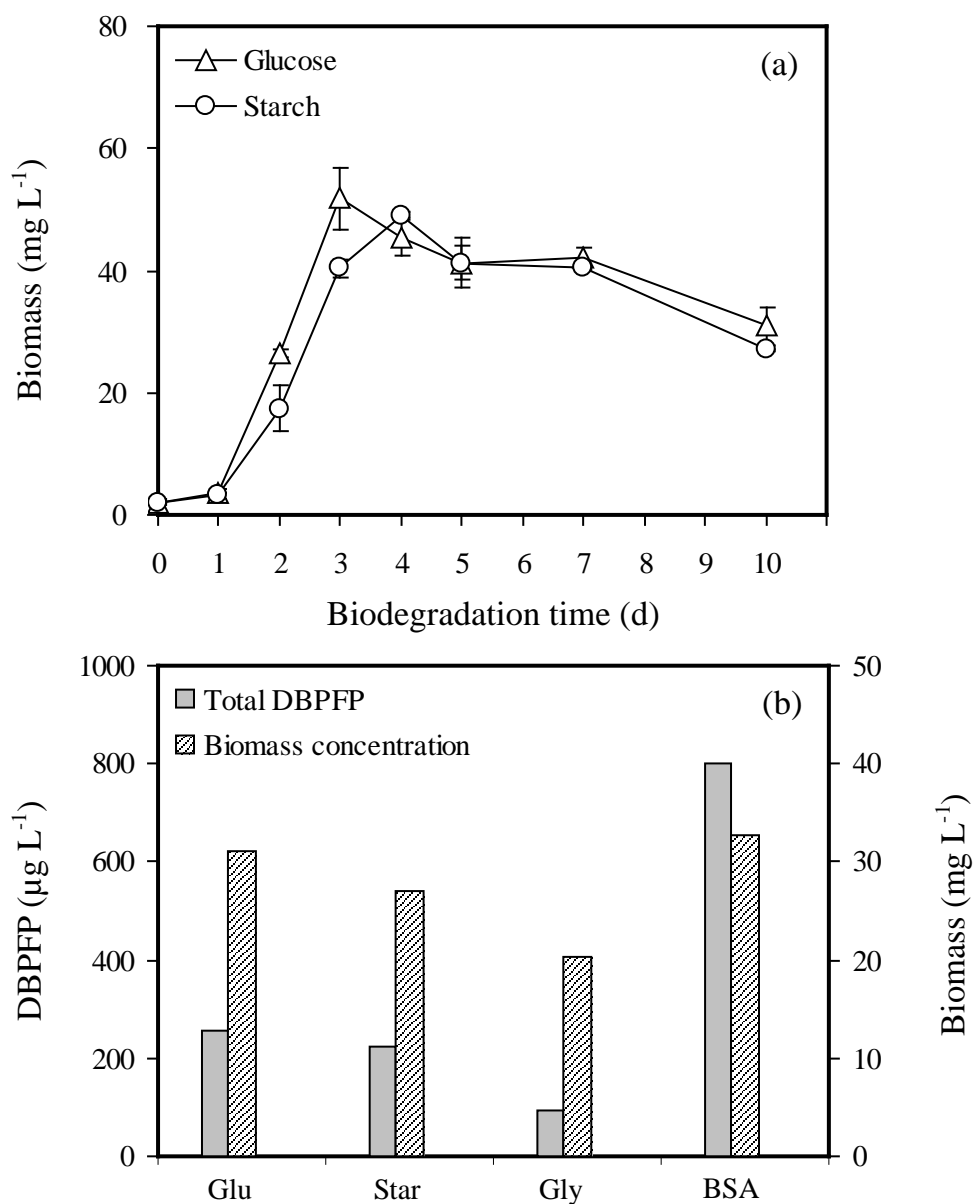 80
60
40
20
0
Biomass (mg L⁻¹)
Glucose
Starch
(a)
0 1 2 3 4 5 6 7 8 9 10
Biodegradation time (d)
1000
800
600
400
200
0
DBPFP (µg L⁻¹)
Total DBPFP
Biomass concentration
(b)
50
40
30
20
10
0
Biomass (mg L⁻¹)
Glu Star Gly BSA